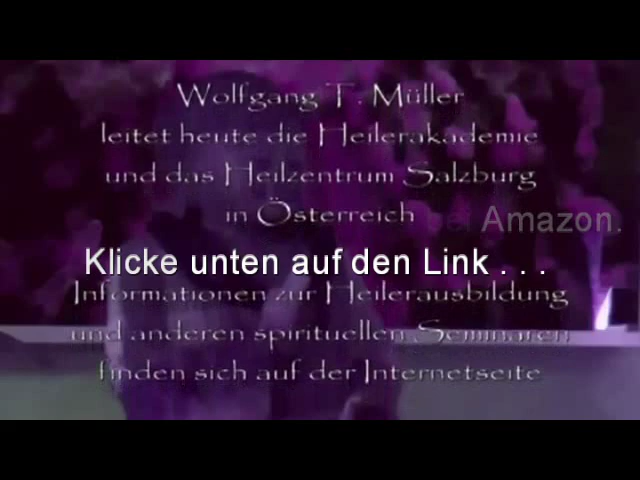 Wolfgang T. Müller
leitet heute die Heilerakademie
und das Heilzentrum Salzburg
in Österreich
bei Amazon.
Klicke unten auf den Link . . .
Informationen zur Heilerausbildung
und anderen spirituellen Seminaren
finden sich auf der Internetseite